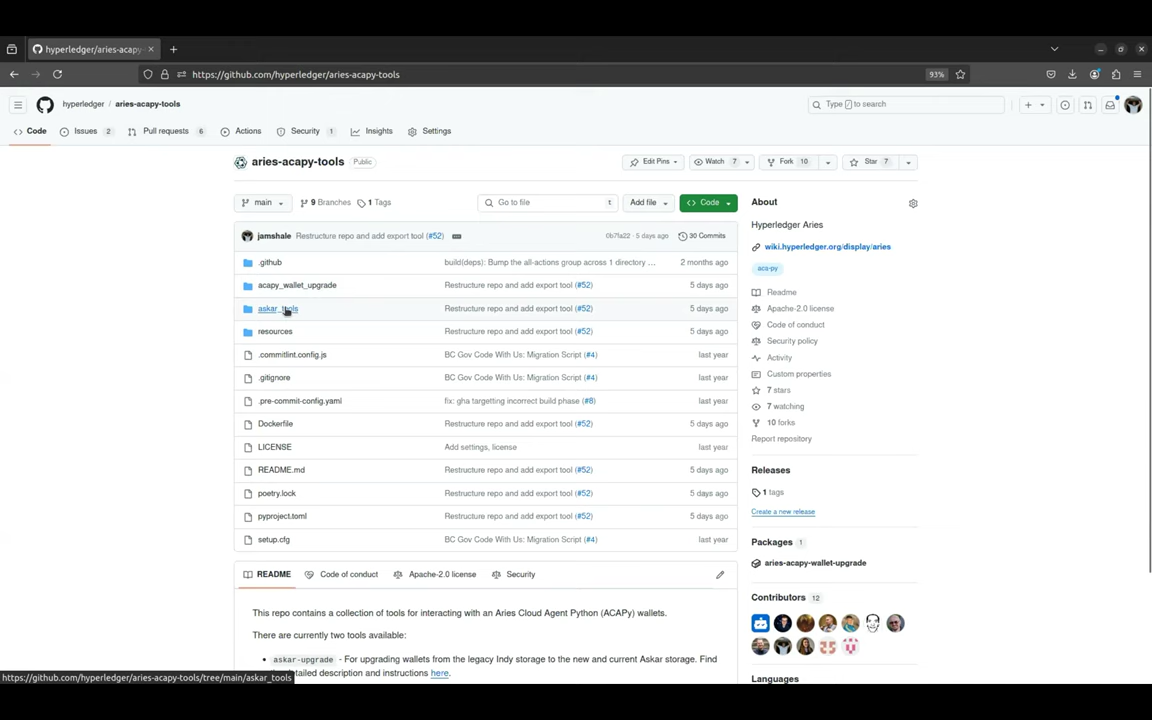 hyperledger/aries-acapy-
https://github.com/hyperledger/aries-acapy-tools
93%
hyperledger / aries-acapy-tools
Type / to search
Code Issues 2 Pull requests 6 Actions Security 1 Insights Settings
aries-acapy-tools Public
Edit Pins Watch 7 Fork 10 Star 7
main 9 Branches 1 Tags Go to file t Add file Code
About
Hyperledger Aries
wiki.hyperledger.org/display/aries
aca-py
Readme
Apache-2.0 license
Code of conduct
Security policy
Activity
Custom properties
7 stars
7 watching
10 forks
Report repository
jamshale Restructure repo and add export tool (#52) 0b7fa22 · 5 days ago 30 Commits
.github build(deps): Bump the all-actions group across 1 directory ... 2 months ago
acapy_wallet_upgrade Restructure repo and add export tool (#52) 5 days ago
askar_tools Restructure repo and add export tool (#52) 5 days ago
resources Restructure repo and add export tool (#52) 5 days ago
.commitlint.config.js BC Gov Code With Us: Migration Script (#4) last year
.gitignore BC Gov Code With Us: Migration Script (#4) last year
.pre-commit-config.yaml fix: gha targetting incorrect build phase (#8) last year
Dockerfile Restructure repo and add export tool (#52) 5 days ago
LICENSE Add settings, license last year
README.md Restructure repo and add export tool (#52) 5 days ago
poetry.lock Restructure repo and add export tool (#52) 5 days ago
pyproject.toml Restructure repo and add export tool (#52) 5 days ago
setup.cfg BC Gov Code With Us: Migration Script (#4) last year
Releases
1 tags
Create a new release
Packages 1
aries-acapy-wallet-upgrade
Contributors 12
Languages
README Code of conduct Apache-2.0 license Security
This repo contains a collection of tools for interacting with an Aries Cloud Agent Python (ACAPy) wallets.
There are currently two tools available:
• askar-upgrade - For upgrading wallets from the legacy Indy storage to the new and current Askar storage. Find
detailed description and instructions here.
https://github.com/hyperledger/aries-acapy-tools/tree/main/askar_tools